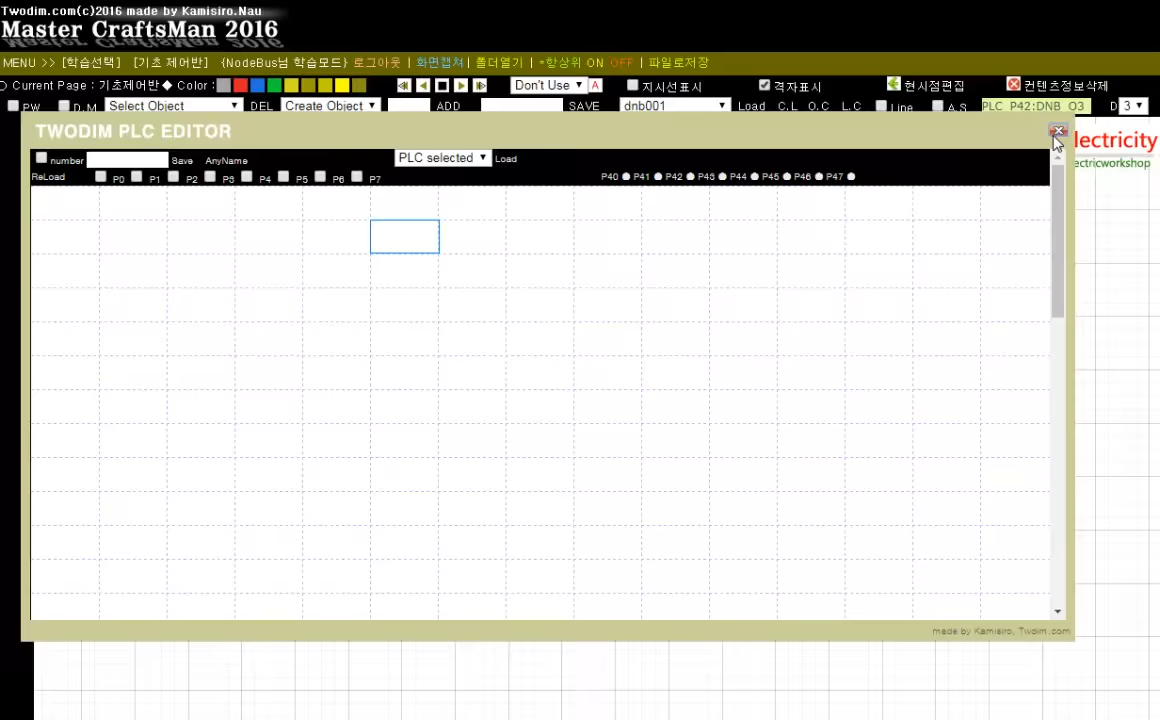 Twodim.com(c)2016 made by Kamisiro.Nau
Master CraftsMan 2016
MENU >> [학습선택] [기초 제어반] {NodeBus님 학습모드} 로그아웃 | 화면캡쳐 | 폴더열기 | *항상위 ON OFF | 파일로저장
Current Page : 기초제어반◆ Color : Don't Use A 지시선표시 격자표시 현시점편집 컨텐츠정보삭제
PW D.M Select Object DEL Create Object ADD SAVE dnb001 Load C.L O.C L.C Line A.S PLC P42:DNB_O3 D 3
TWODIM PLC EDITOR
lectricity
ectricworkshop
number Save AnyName PLC selected Load
ReLoad P0 P1 P2 P3 P4 P5 P6 P7 P40 P41 P42 P43 P44 P45 P46 P47
made by Kamisiro, Twodim.com